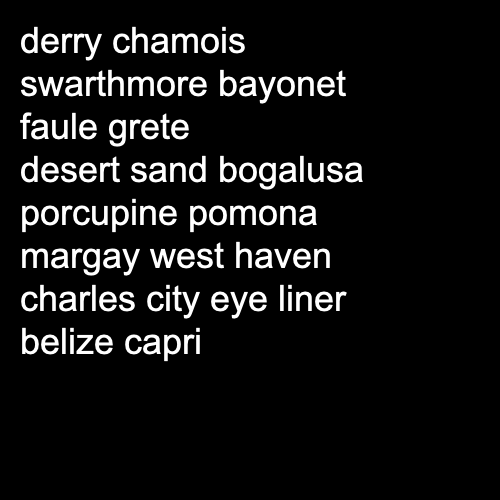 derry chamois
swarthmore bayonet
faule grete
desert sand bogalusa
porcupine pomona
margay west haven
charles city eye liner
belize capri